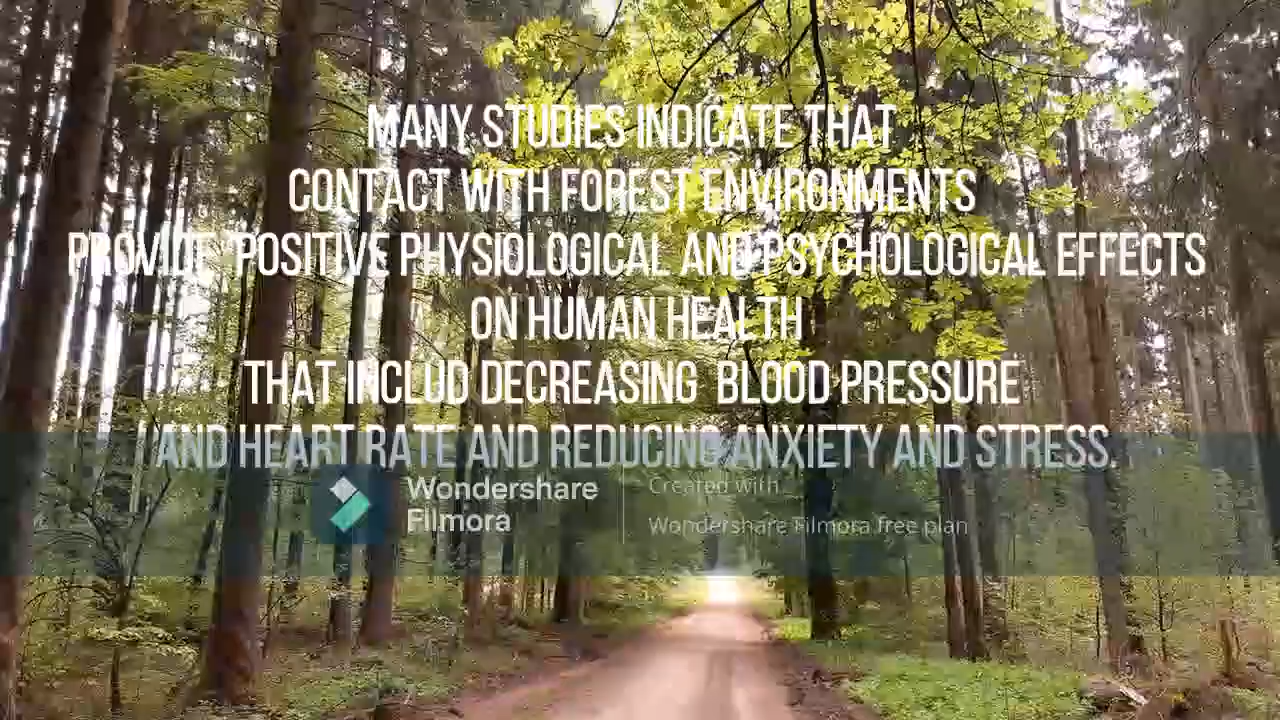 MANY STUDIES INDICATE THAT
CONTACT WITH FOREST ENVIRONMENTS
PROVIDE POSITIVE PHYSIOLOGICAL AND PSYCHOLOGICAL EFFECTS
ON HUMAN HEALTH
THAT INCLUD DECREASING BLOOD PRESSURE
AND HEART RATE AND REDUCING ANXIETY AND STRESS.
Wondershare
Filmora
Created with
Wondershare Filmora free plan